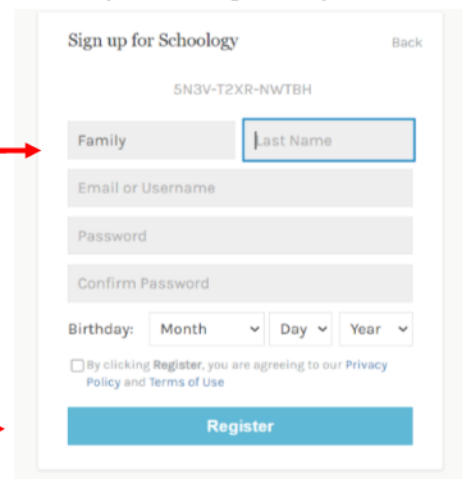 Sign up for Schoology Back
5N3V-T2XR-NWTBH
Family Last Name
Email or Username
Password
Confirm Password
Birthday: Month Day Year
By clicking Register, you are agreeing to our Privacy
Policy and Terms of Use
Register